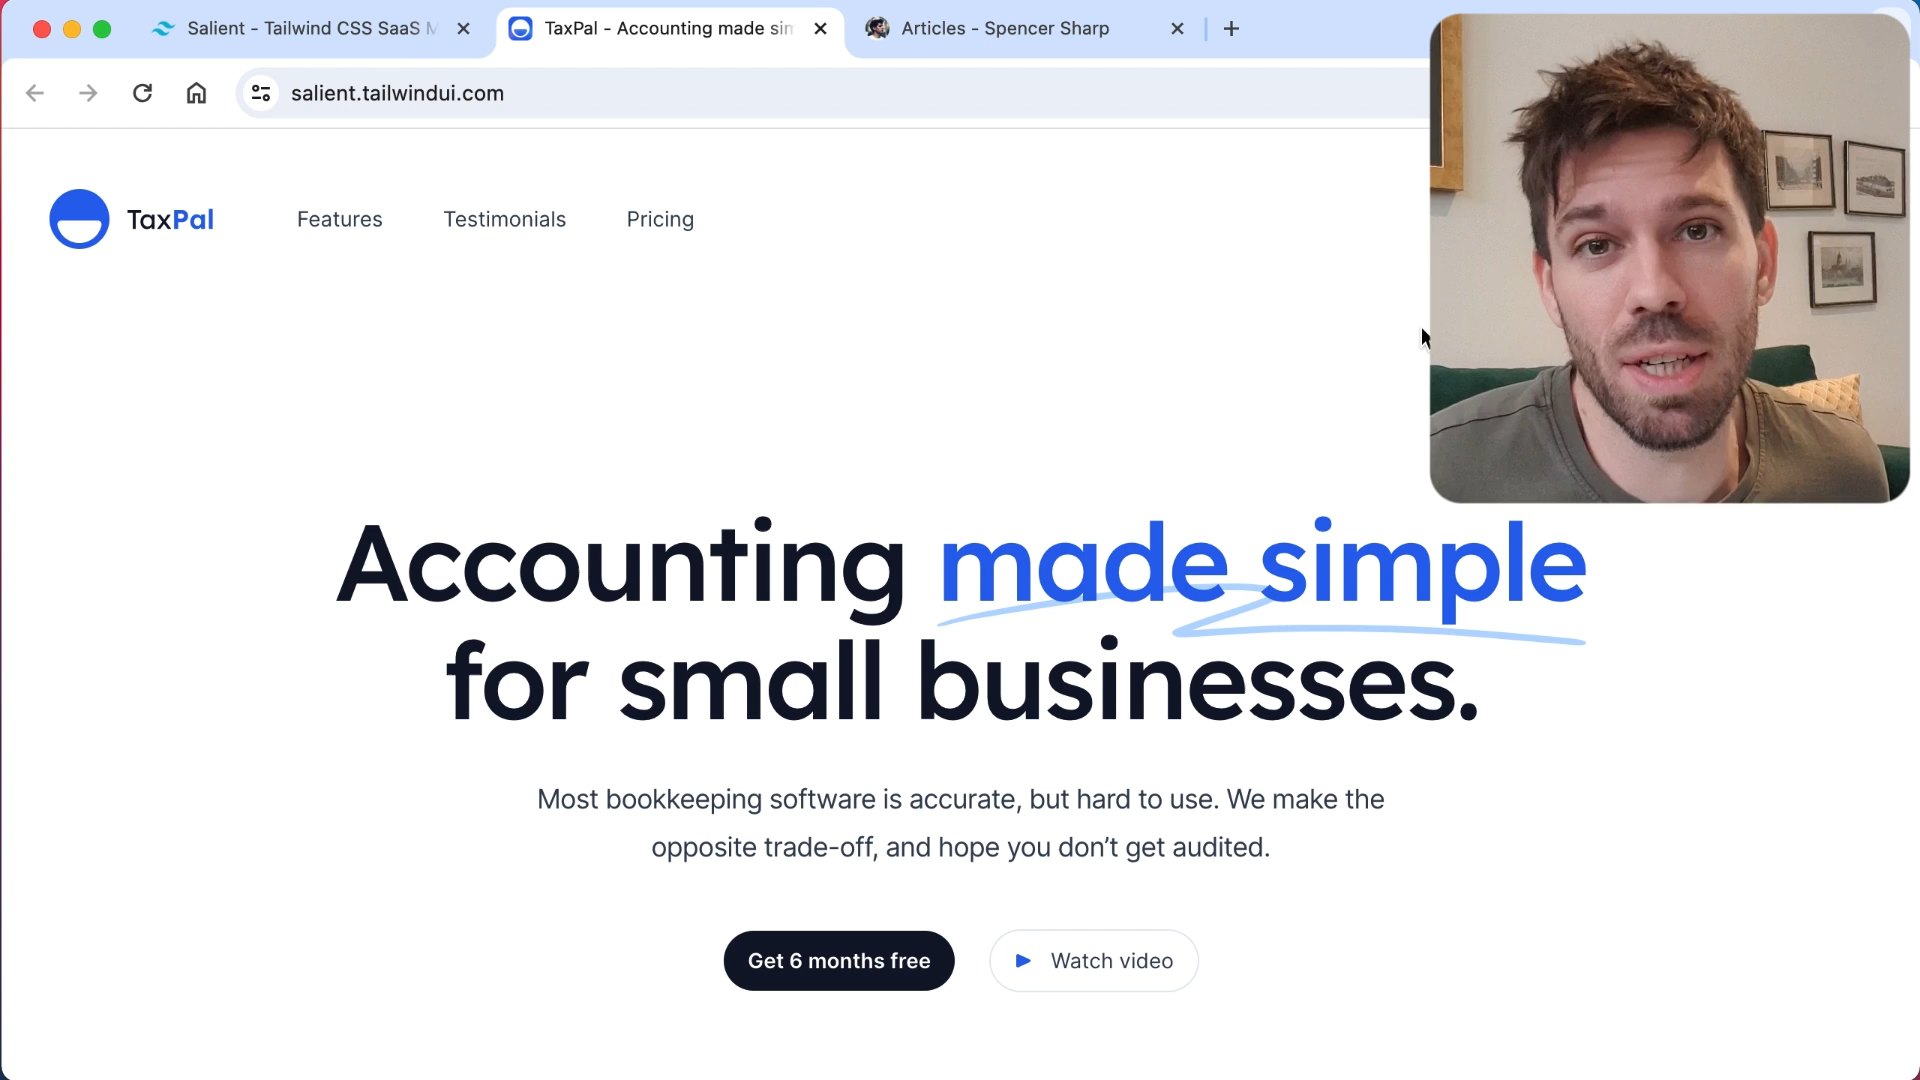 Salient - Tailwind CSS SaaS M
TaxPal - Accounting made sim
Articles - Spencer Sharp
salient.tailwindui.com
TaxPal
Features
Testimonials
Pricing
Accounting made simple
for small businesses.
Most bookkeeping software is accurate, but hard to use. We make the
opposite trade-off, and hope you don’t get audited.
Get 6 months free
Watch video